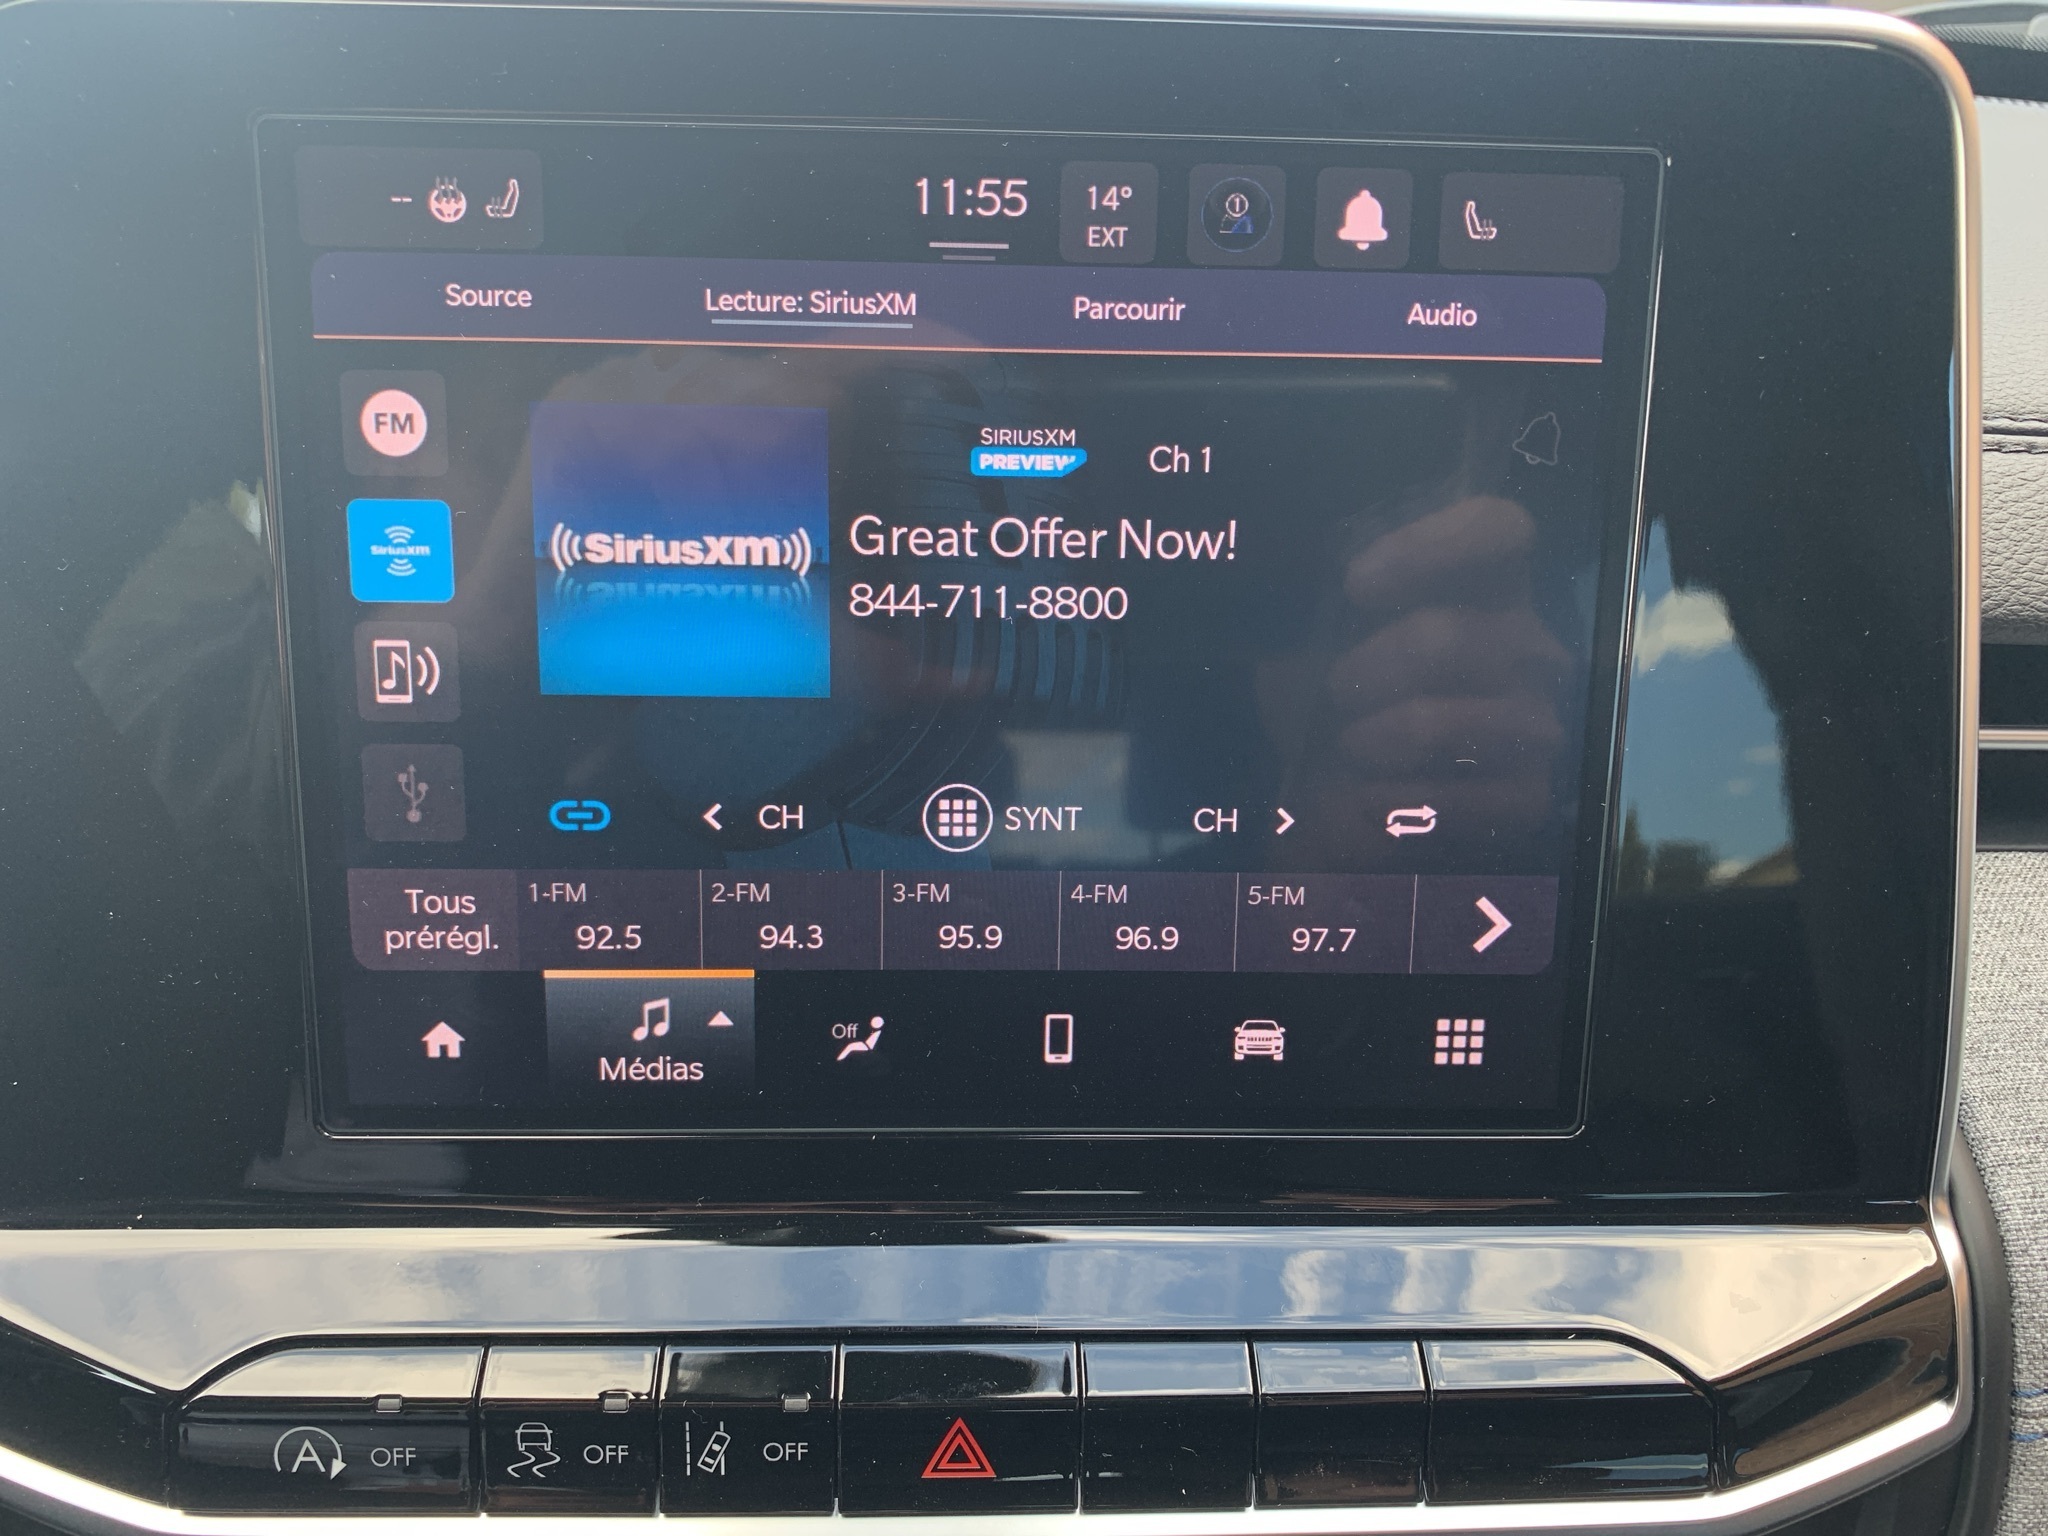 --
11:55
14°
EXT
1
Source
Lecture: SiriusXM
Parcourir
Audio
FM
SiriusXM
SIRIUSXM
PREVIEW
Ch 1
((SiriusXm))
Great Offer Now!
844-711-8800
< CH
SYNT
CH >
Tous
prérégl.
1-FM
92.5
2-FM
94.3
3-FM
95.9
4-FM
96.9
5-FM
97.7
Médias
Off
A OFF
OFF
OFF